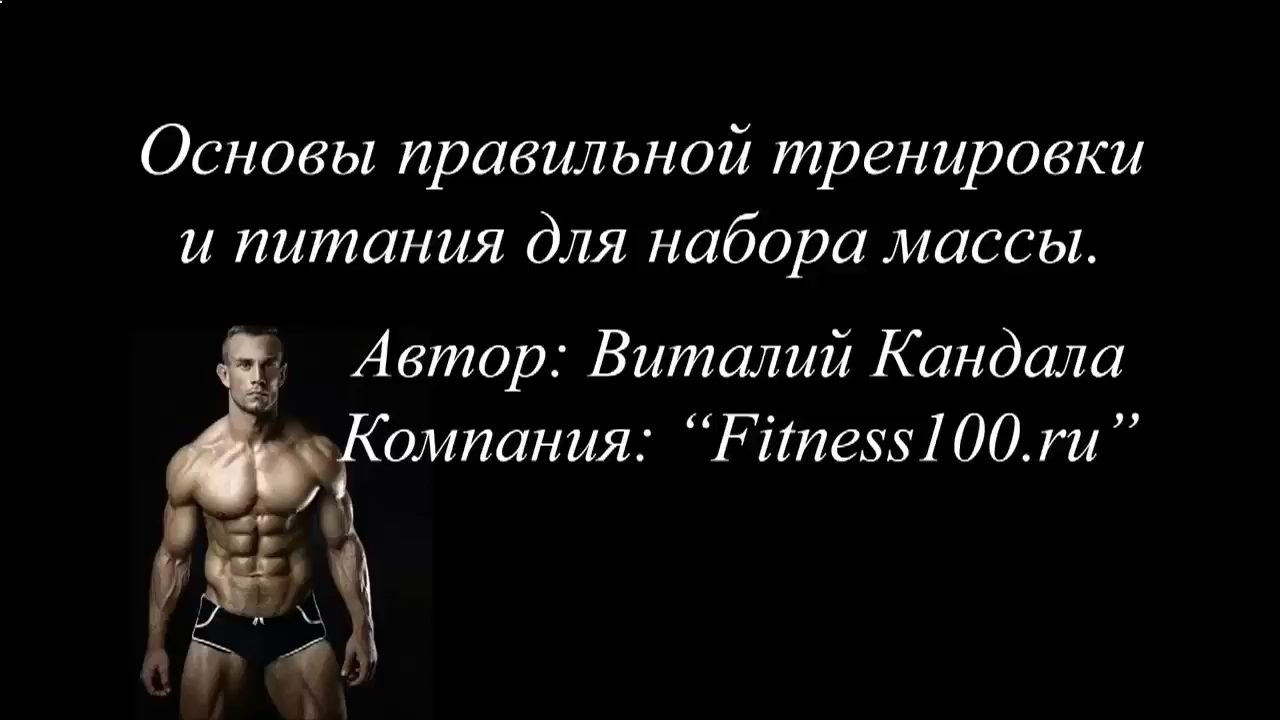 Основы правильной тренировки
и питания для набора массы.
Автор: Виталий Кандала
Компания: “Fitness100.ru”